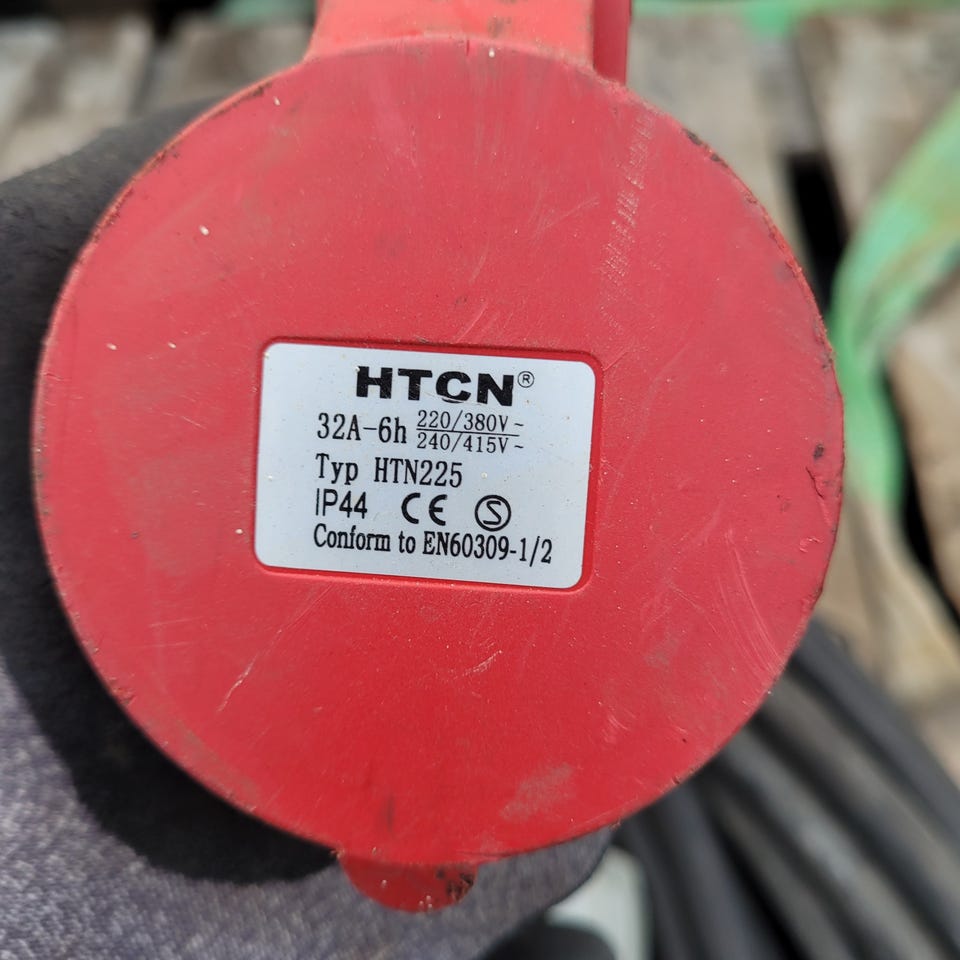 HTCN®
32A-6h 220/380V~
240/415V~
Typ HTN225
IP44 CE S
Conform to EN60309-1/2